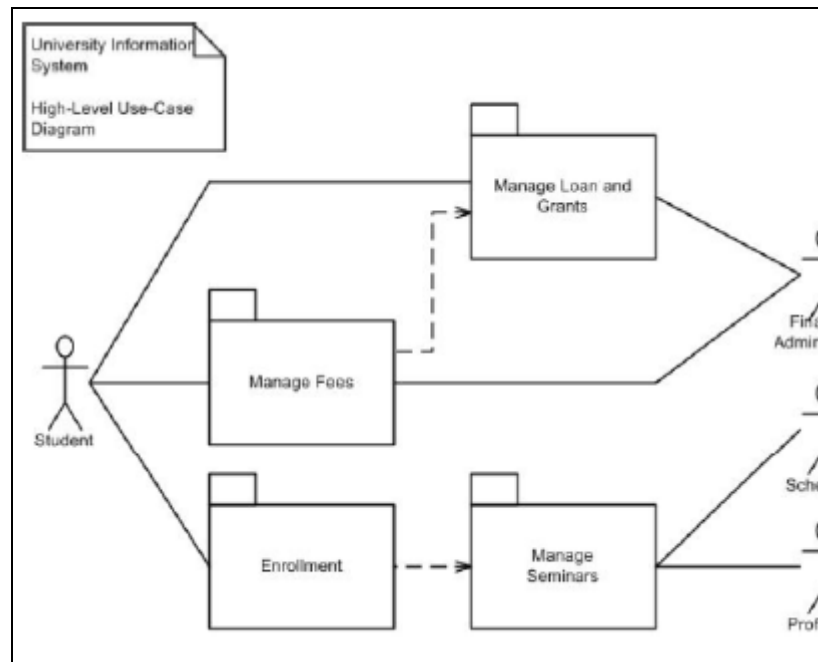 University Information
System
High-Level Use-Case
Diagram
Manage Loan and
Grants
Manage Fees
Student
Enrollment
Manage
Seminars